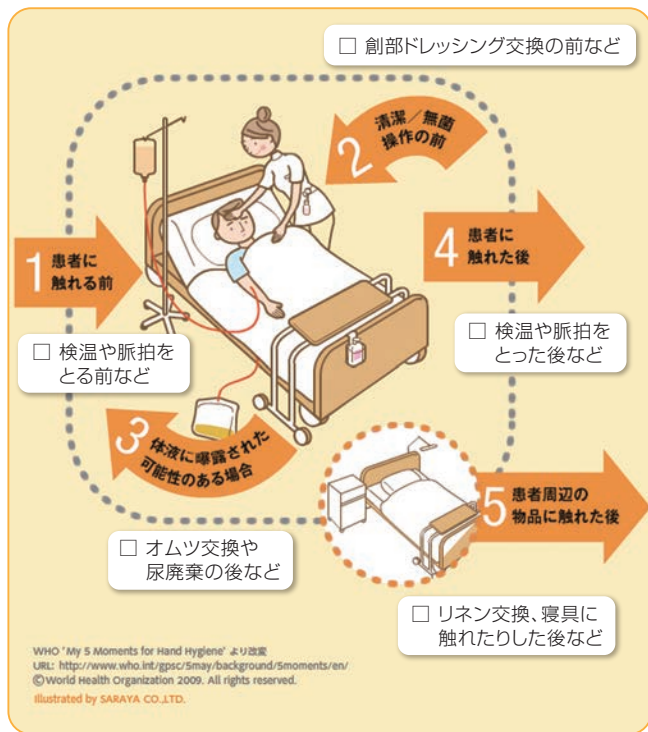 □ 創部ドレッシング交換の前など
2 清潔／無菌
操作の前
1 患者に
触れる前
4 患者に
触れた後
□ 検温や脈拍を
とる前など
□ 検温や脈拍を
とった後など
3 体液に曝露された
可能性のある場合
5 患者周辺の
物品に触れた後
□ オムツ交換や
尿廃棄の後など
□ リネン交換、寝具に
触れたりした後など
WHO 'My 5 Moments for Hand Hygiene' より改変
URL: http://www.who.int/gpsc/5may/background/5moments/en/
©World Health Organization 2009. All rights reserved.
Illustrated by SARAYA CO.,LTD.